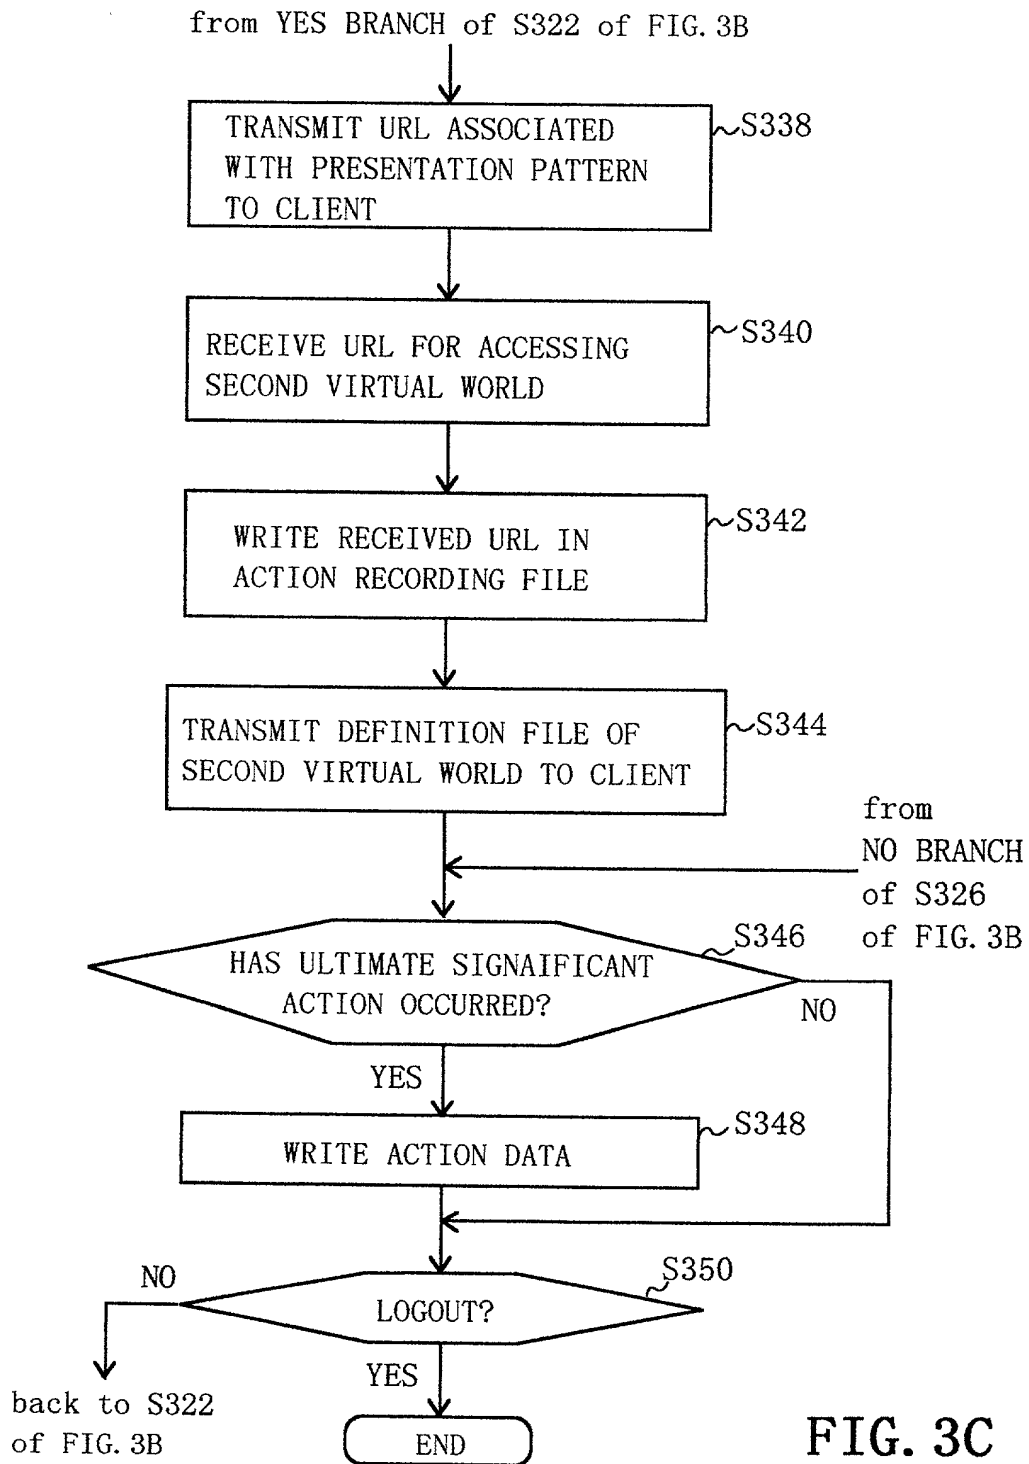 from YES BRANCH of S322 of FIG. 3B
TRANSMIT URL ASSOCIATED
WITH PRESENTATION PATTERN
TO CLIENT
S338
RECEIVE URL FOR ACCESSING
SECOND VIRTUAL WORLD
S340
WRITE RECEIVED URL IN
ACTION RECORDING FILE
S342
TRANSMIT DEFINITION FILE OF
SECOND VIRTUAL WORLD TO CLIENT
S344
from
NO BRANCH
of S326
of FIG. 3B
HAS ULTIMATE SIGNAIFICANT
ACTION OCCURRED?
S346
NO
YES
WRITE ACTION DATA
S348
LOGOUT?
S350
NO
YES
back to S322
of FIG. 3B
END
FIG. 3C